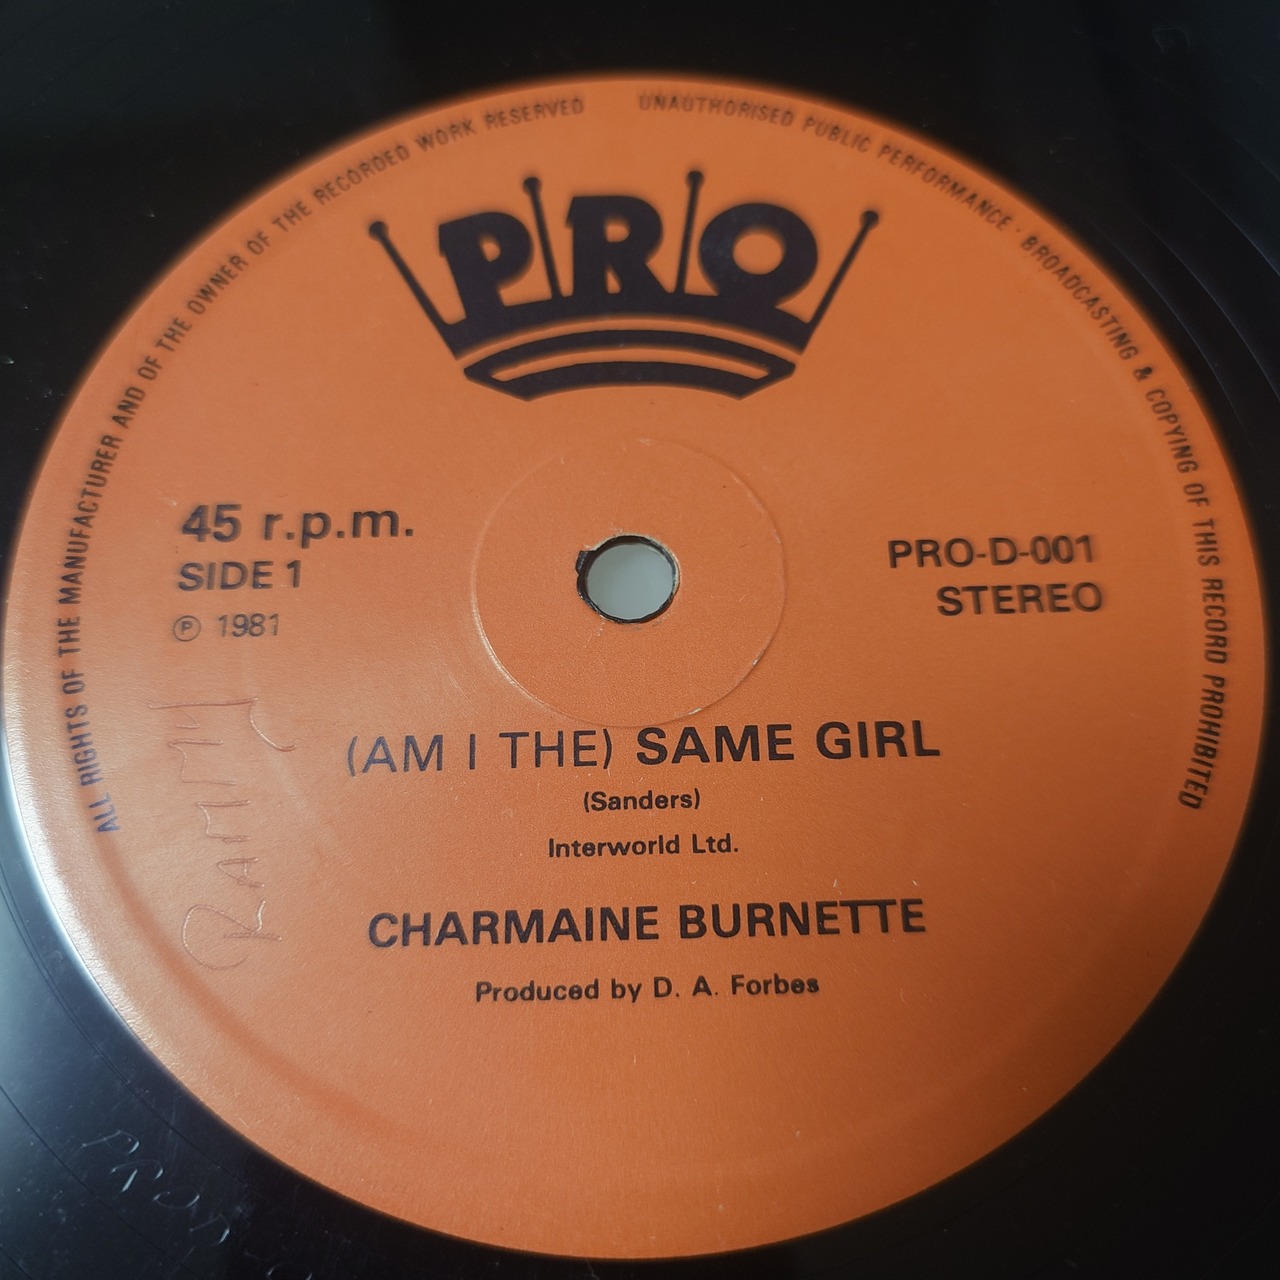 ALL RIGHTS OF THE MANUFACTURER AND OF THE OWNER OF THE RECORDED WORK RESERVED
UNAUTHORISED PUBLIC PERFORMANCE · BROADCASTING & COPYING OF THIS RECORD PROHIBITED
PRO
45 r.p.m.
SIDE 1
℗ 1981
PRO-D-001
STEREO
RAMMY
(AM I THE) SAME GIRL
(Sanders)
Interworld Ltd.
CHARMAINE BURNETTE
Produced by D. A. Forbes
PRO D